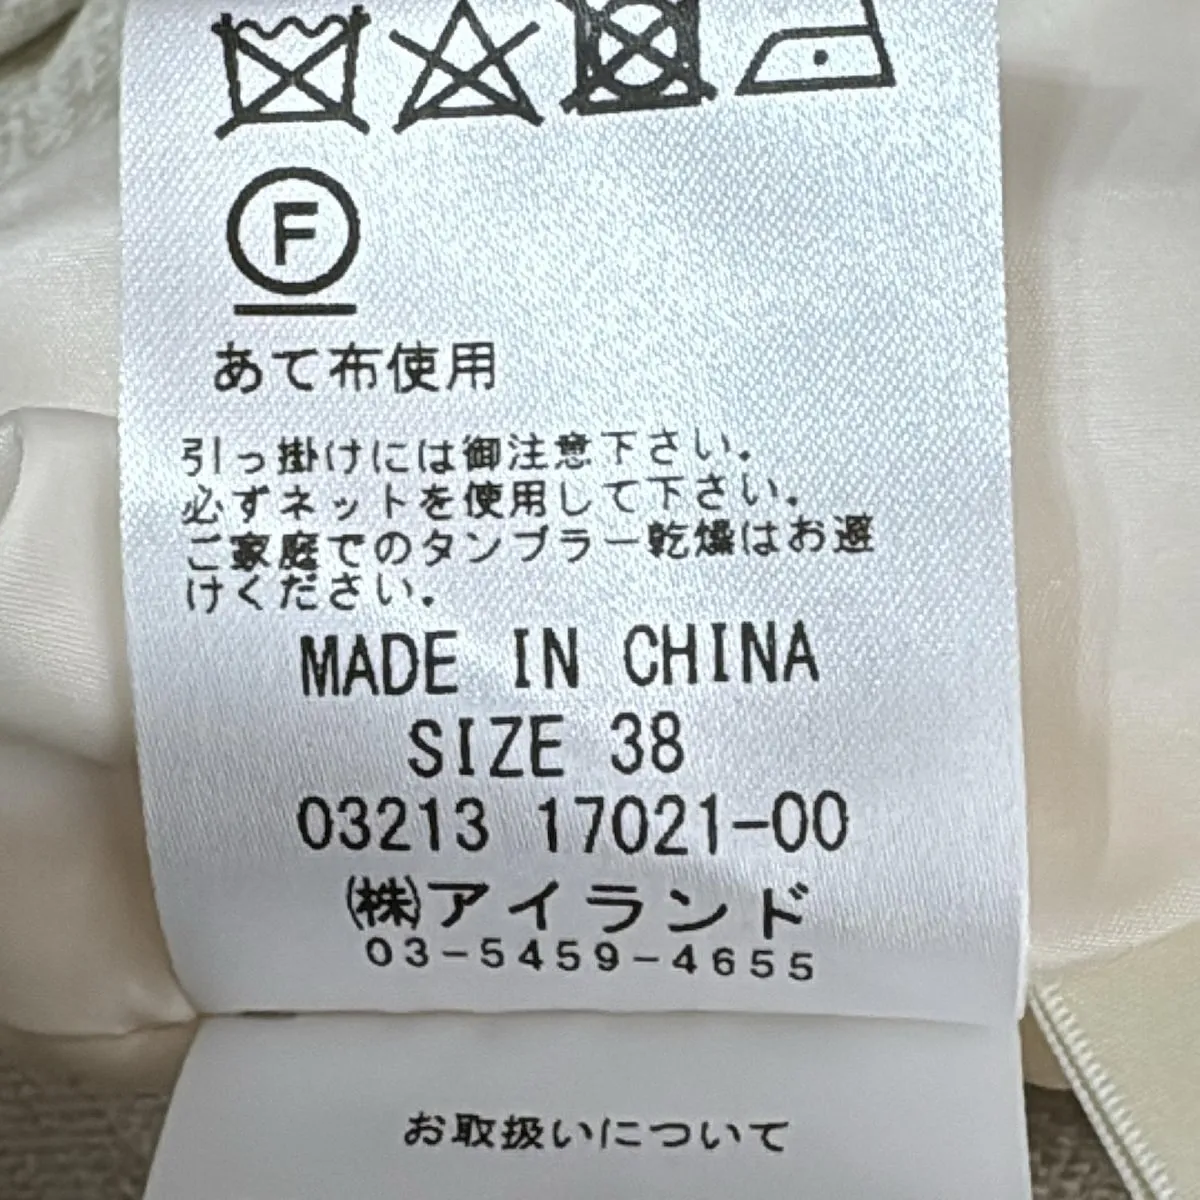 F
あて布使用
引っ掛けには御注意下さい.
必ずネットを使用して下さい.
ご家庭でのタンブラー乾燥はお避
けください.
MADE IN CHINA
SIZE 38
03213 17021-00
㈱アイランド
03-5459-4655
お取扱いについて